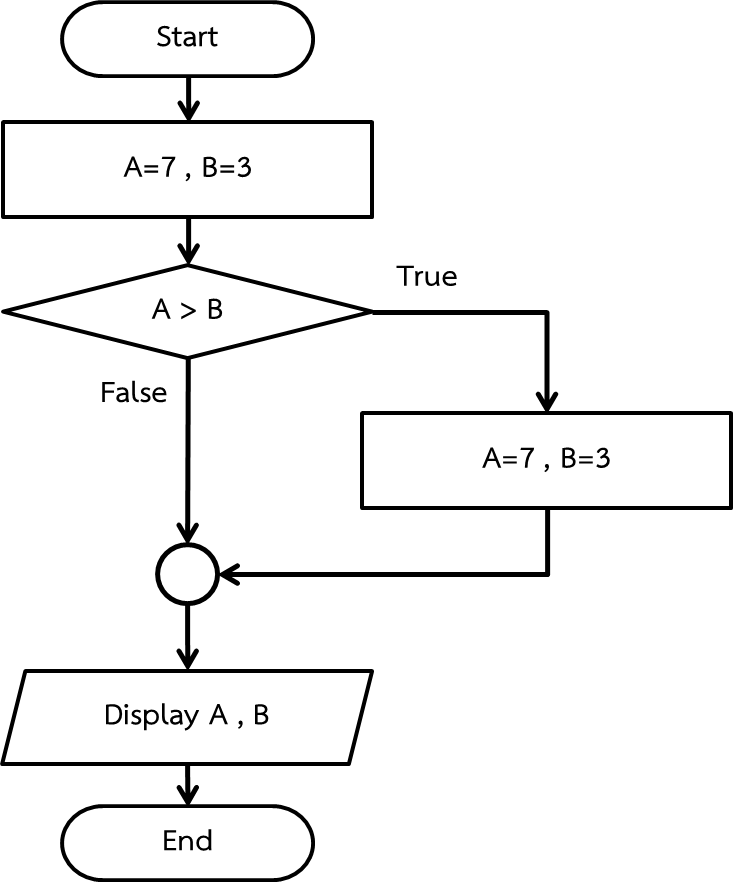 Start
A=7 , B=3
A > B
True
False
A=7 , B=3
Display A , B
End